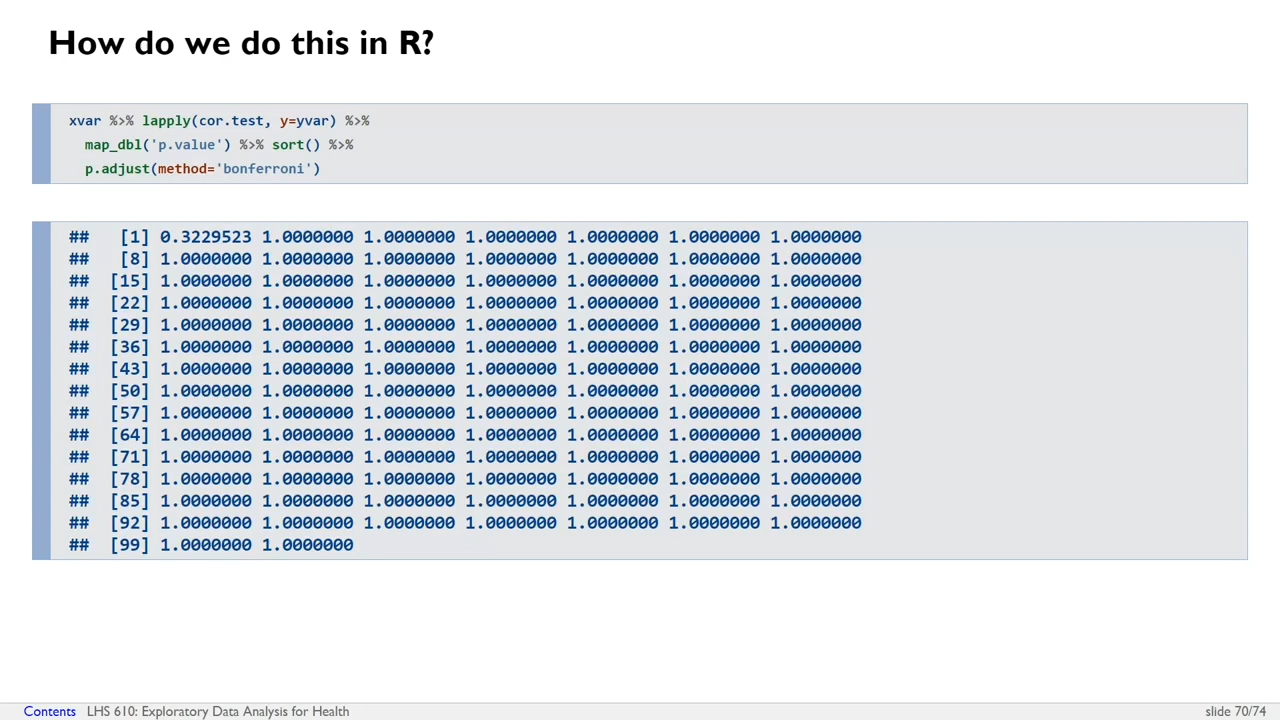 How do we do this in R?
xvar %>% lapply(cor.test, y=yvar) %>%
  map_dbl('p.value') %>% sort() %>%
  p.adjust(method='bonferroni')
##   [1] 0.3229523 1.0000000 1.0000000 1.0000000 1.0000000 1.0000000 1.0000000
##   [8] 1.0000000 1.0000000 1.0000000 1.0000000 1.0000000 1.0000000 1.0000000
##  [15] 1.0000000 1.0000000 1.0000000 1.0000000 1.0000000 1.0000000 1.0000000
##  [22] 1.0000000 1.0000000 1.0000000 1.0000000 1.0000000 1.0000000 1.0000000
##  [29] 1.0000000 1.0000000 1.0000000 1.0000000 1.0000000 1.0000000 1.0000000
##  [36] 1.0000000 1.0000000 1.0000000 1.0000000 1.0000000 1.0000000 1.0000000
##  [43] 1.0000000 1.0000000 1.0000000 1.0000000 1.0000000 1.0000000 1.0000000
##  [50] 1.0000000 1.0000000 1.0000000 1.0000000 1.0000000 1.0000000 1.0000000
##  [57] 1.0000000 1.0000000 1.0000000 1.0000000 1.0000000 1.0000000 1.0000000
##  [64] 1.0000000 1.0000000 1.0000000 1.0000000 1.0000000 1.0000000 1.0000000
##  [71] 1.0000000 1.0000000 1.0000000 1.0000000 1.0000000 1.0000000 1.0000000
##  [78] 1.0000000 1.0000000 1.0000000 1.0000000 1.0000000 1.0000000 1.0000000
##  [85] 1.0000000 1.0000000 1.0000000 1.0000000 1.0000000 1.0000000 1.0000000
##  [92] 1.0000000 1.0000000 1.0000000 1.0000000 1.0000000 1.0000000 1.0000000
##  [99] 1.0000000 1.0000000
Contents LHS 610: Exploratory Data Analysis for Health slide 70/74